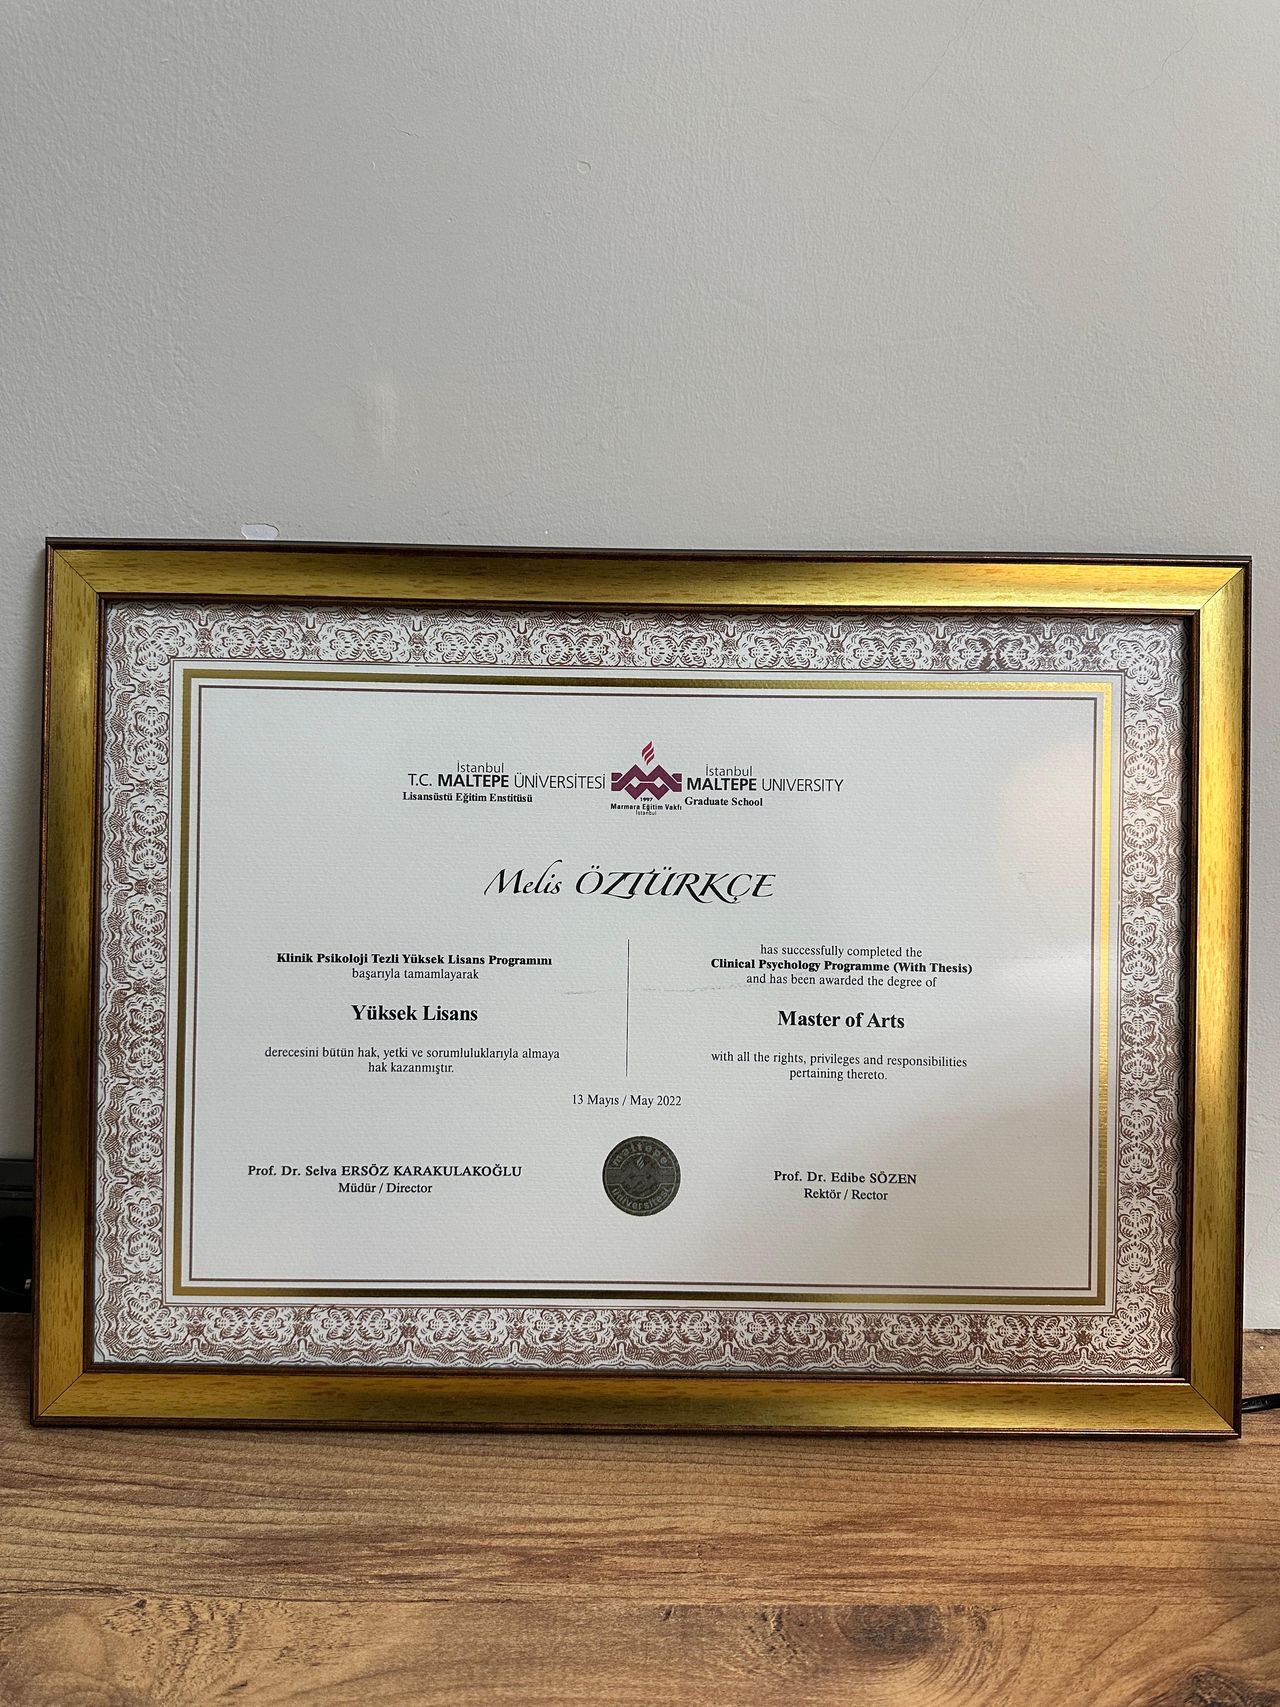 İstanbul
T.C. MALTEPE ÜNİVERSİTESİ
Lisansüstü Eğitim Enstitüsü
1997
Marmara Eğitim Vakfı
İstanbul
İstanbul
MALTEPE UNIVERSITY
Graduate School
Melis ÖZTÜRKÇE
Klinik Psikoloji Tezli Yüksek Lisans Programını
başarıyla tamamlayarak
Yüksek Lisans
derecesini bütün hak, yetki ve sorumluluklarıyla almaya
hak kazanmıştır.
has successfully completed the
Clinical Psychology Programme (With Thesis)
and has been awarded the degree of
Master of Arts
with all the rights, privileges and responsibilities
pertaining thereto.
13 Mayıs / May 2022
Prof. Dr. Selva ERSÖZ KARAKULAKOĞLU
Müdür / Director
maltepe
üniversitesi
Prof. Dr. Edibe SÖZEN
Rektör / Rector